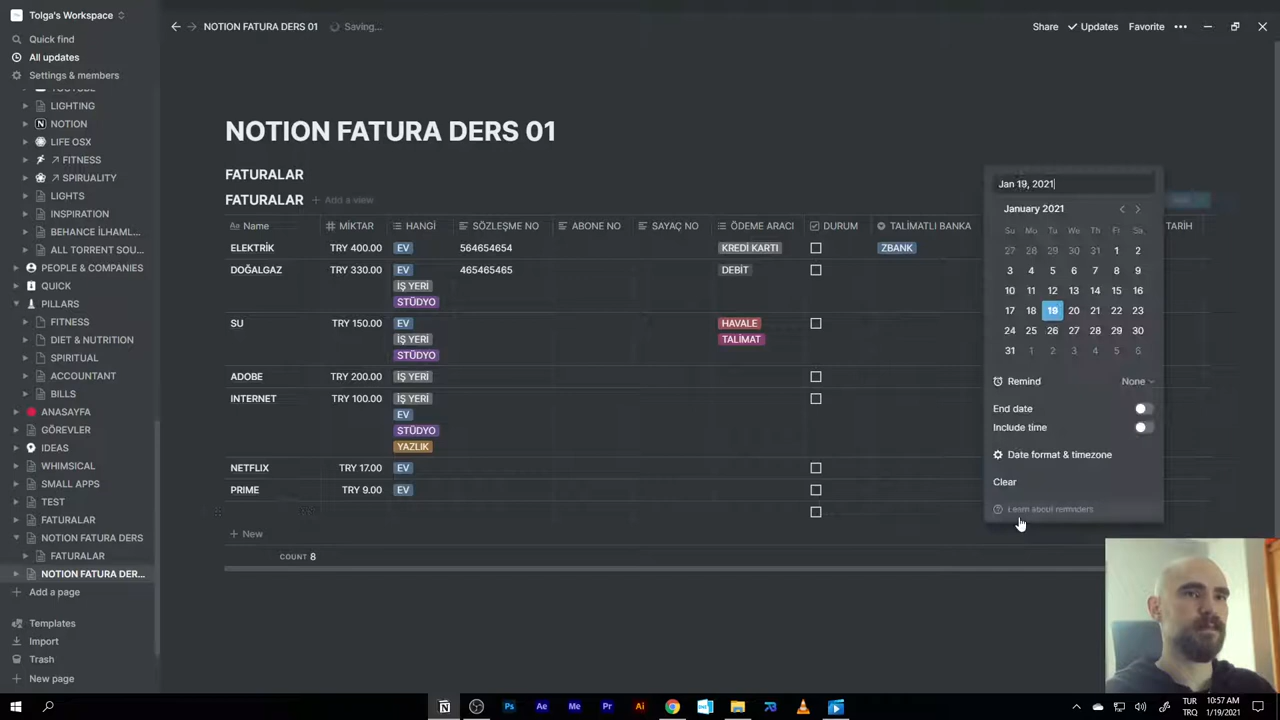 Tolga's Workspace
Quick find
All updates
Settings & members
LIGHTING
NOTION
LIFE OSX
↗ FITNESS
↗ SPIRUALITY
LIGHTS
INSPIRATION
BEHANCE İLHAML...
ALL TORRENT SOU...
PEOPLE & COMPANIES
QUICK
PILLARS
FITNESS
DIET & NUTRITION
SPIRITUAL
ACCOUNTANT
BILLS
ANASAYFA
GÖREVLER
IDEAS
WHIMSICAL
SMALL APPS
TEST
FATURALAR
NOTION FATURA DERS
FATURALAR
NOTION FATURA DER...
Add a page
Templates
Import
Trash
New page
NOTION FATURA DERS 01
Saving...
Share
Updates
Favorite
NOTION FATURA DERS 01
FATURALAR
FATURALAR
+ Add a view
Name MİKTAR HANGİ SÖZLEŞME NO ABONE NO SAYAÇ NO ÖDEME ARACI DURUM TALİMATLI BANKA TARİH
ELEKTRİK TRY 400.00 EV 564654654 KREDİ KARTI ZBANK
DOĞALGAZ TRY 330.00 EV 465465465 DEBİT
İŞ YERİ
STÜDYO
SU TRY 150.00 EV HAVALE
İŞ YERİ TALİMAT
STÜDYO
ADOBE TRY 200.00 İŞ YERİ
INTERNET TRY 100.00 İŞ YERİ
EV
STÜDYO
YAZLIK
NETFLIX TRY 17.00 EV
PRIME TRY 9.00 EV
+ New
COUNT 8
Jan 19, 2021
January 2021
Su Mo Tu We Th Fr Sa
27 28 29 30 31 1 2
3 4 5 6 7 8 9
10 11 12 13 14 15 16
17 18 19 20 21 22 23
24 25 26 27 28 29 30
31 1 2 3 4 5 6
Remind None
End date
Include time
Date format & timezone
Clear
Learn about reminders
Ps Ae Me Pr Ai
TUR
TRQ
10:57 AM
1/19/2021